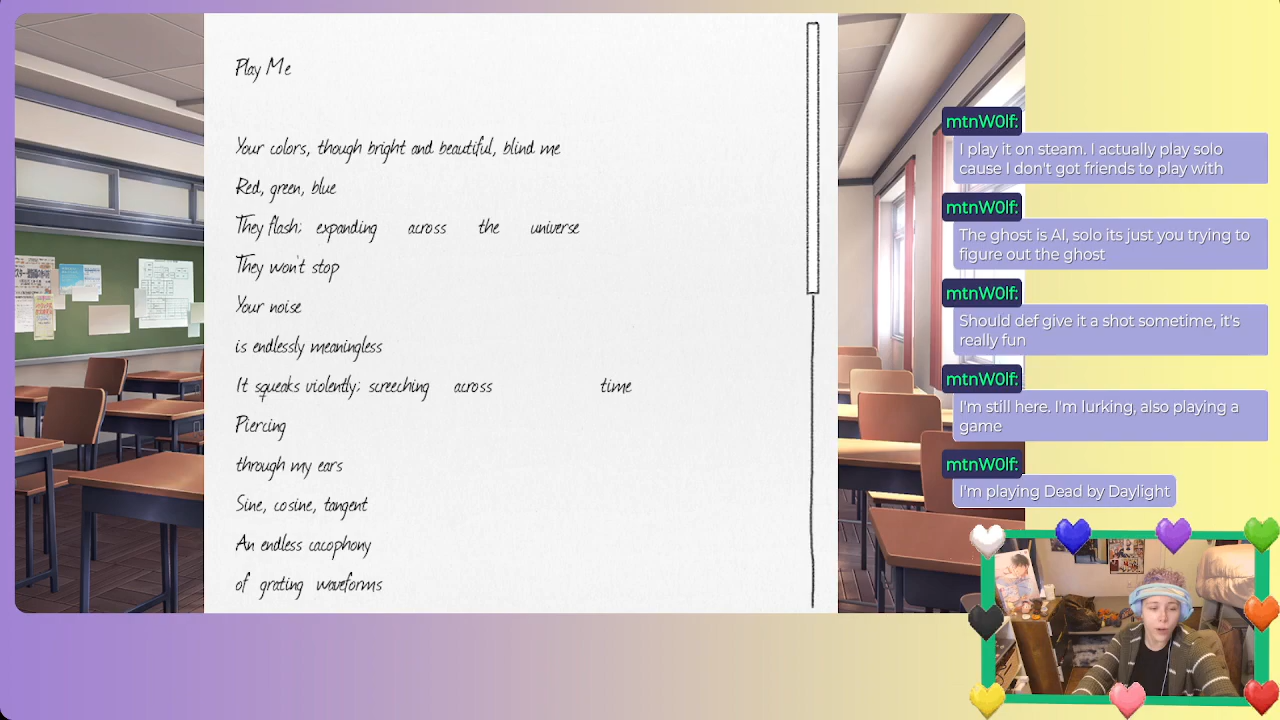 Play Me
Your colors, though bright and beautiful, blind me
Red, green, blue
They flash; expanding across the universe
They won't stop
Your noise
is endlessly meaningless
It squeaks violently; screeching across time
Piercing
through my ears
Sine, cosine, tangent
An endless cacophony
of grating waveforms
mtnW0lf:
I play it on steam. I actually play solo
cause I don't got friends to play with
mtnW0lf:
The ghost is AI, solo its just you trying to
figure out the ghost
mtnW0lf:
Should def give it a shot sometime, it's
really fun
mtnW0lf:
I'm still here. I'm lurking, also playing a
game
mtnW0lf:
I'm playing Dead by Daylight